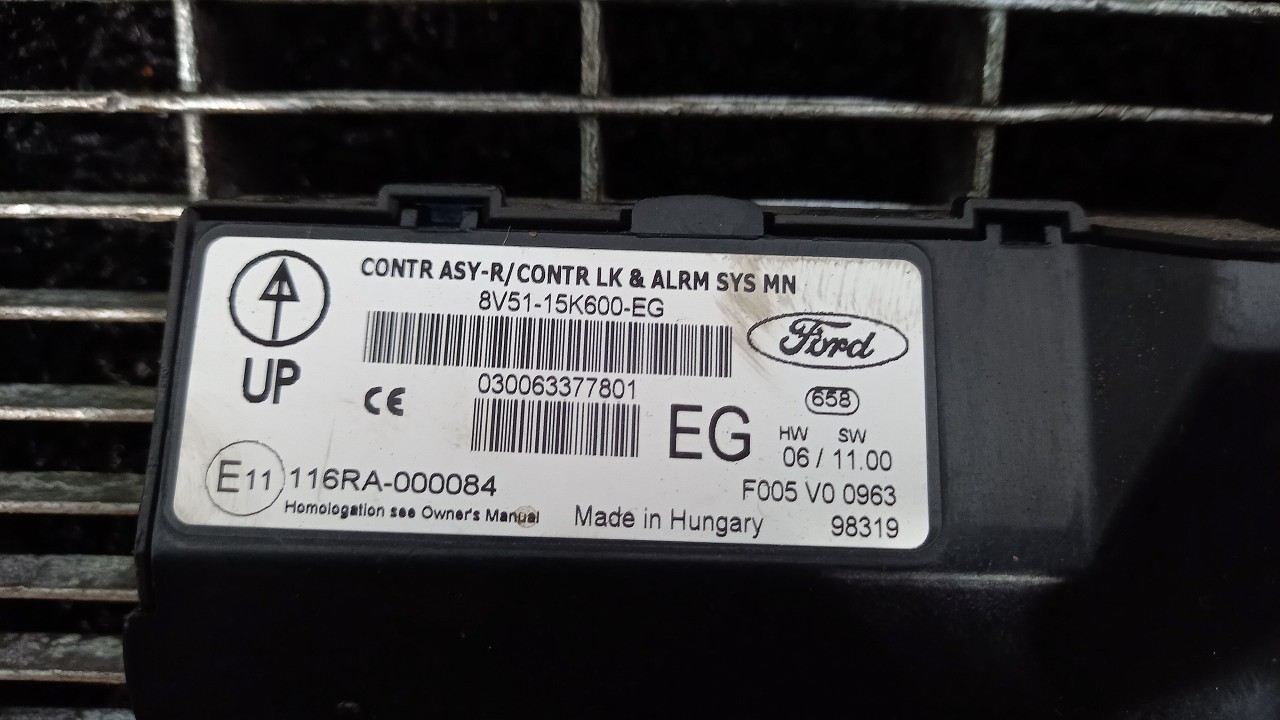 CONTR ASY-R/CONTR LK & ALRM SYS MN
8V51-15K600-EG
Ford
UP
030063377801
CE
EG
658
HW SW
06 / 11.00
E11 116RA-000084
F005 V0 0963
Homologation see Owner's Manual
Made in Hungary
98319